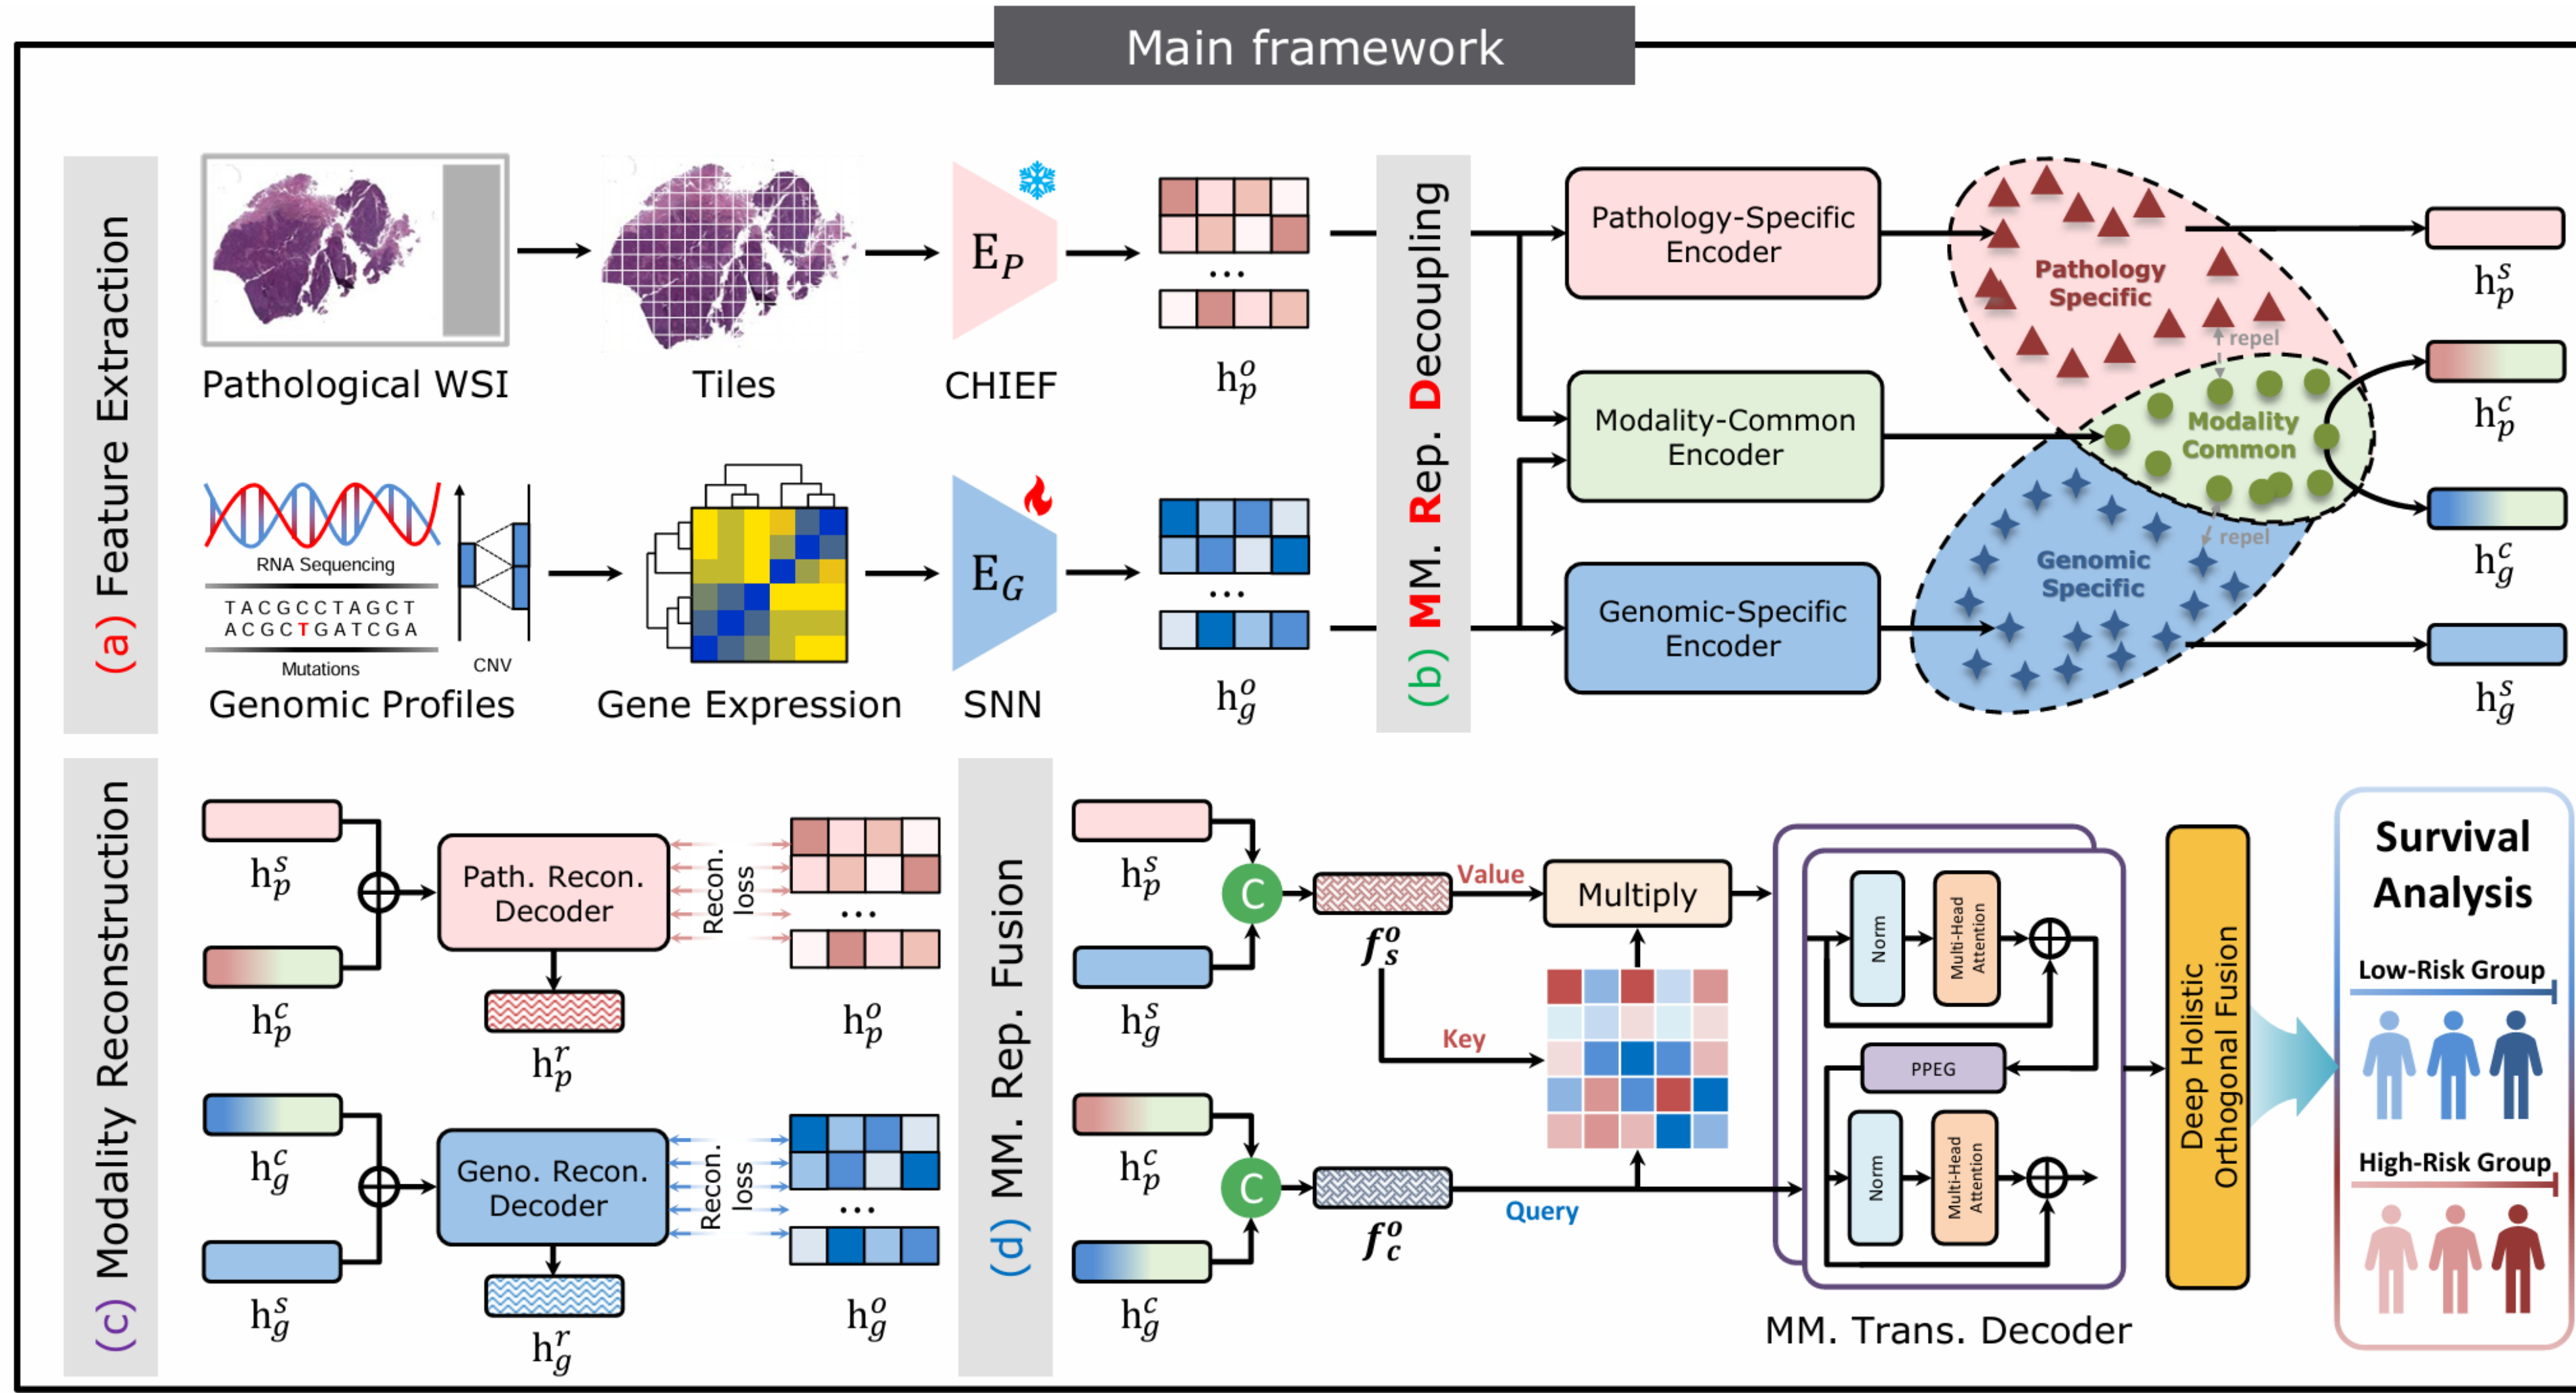 Main framework
(a) Feature Extraction
Pathological WSI
Tiles
E_P
CHIEF
h_p^o
...
RNA Sequencing
TACGCCTAGCT
ACGCTGATCGA
Mutations
CNV
Genomic Profiles
Gene Expression
E_G
SNN
h_g^o
...
(b) MM. Rep. Decoupling
Pathology-Specific
Encoder
Modality-Common
Encoder
Genomic-Specific
Encoder
Pathology
Specific
repel
Modality
Common
repel
Genomic
Specific
h_p^s
h_p^c
h_g^c
h_g^s
(c) Modality Reconstruction
h_p^s
h_p^c
Path. Recon.
Decoder
h_p^r
Recon.
loss
...
h_p^o
h_g^c
h_g^s
Geno. Recon.
Decoder
h_g^r
Recon.
loss
...
h_g^o
(d) MM. Rep. Fusion
h_p^s
h_g^s
C
f_s^o
Value
Multiply
Key
h_p^c
h_g^c
C
f_c^o
Query
Norm
Multi-Head
Attention
PPEG
Norm
Multi-Head
Attention
MM. Trans. Decoder
Deep Holistic
Orthogonal Fusion
Survival
Analysis
Low-Risk Group
High-Risk Group